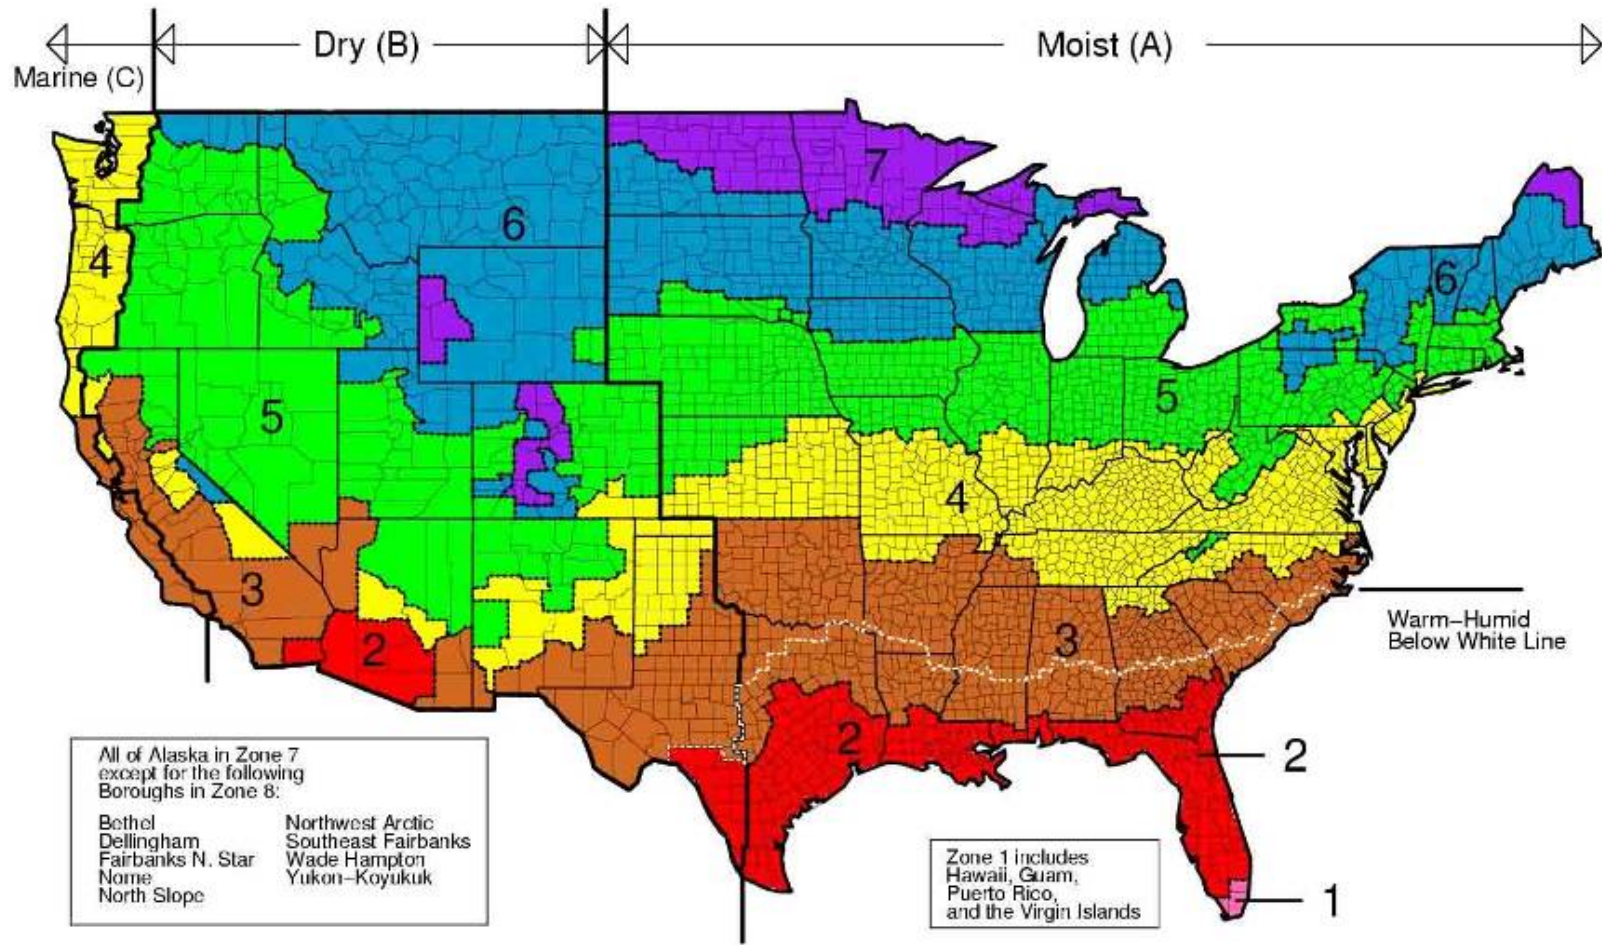 Marine (C)
Dry (B)
Moist (A)
7
6
4
6
5
5
4
3
3
2
2
Warm–Humid
Below White Line
2
1
All of Alaska in Zone 7
except for the following
Boroughs in Zone 8:
Bethel
Dellingham
Fairbanks N. Star
Nome
North Slope
Northwest Arctic
Southeast Fairbanks
Wade Hampton
Yukon–Koyukuk
Zone 1 includes
Hawaii, Guam,
Puerto Rico,
and the Virgin Islands